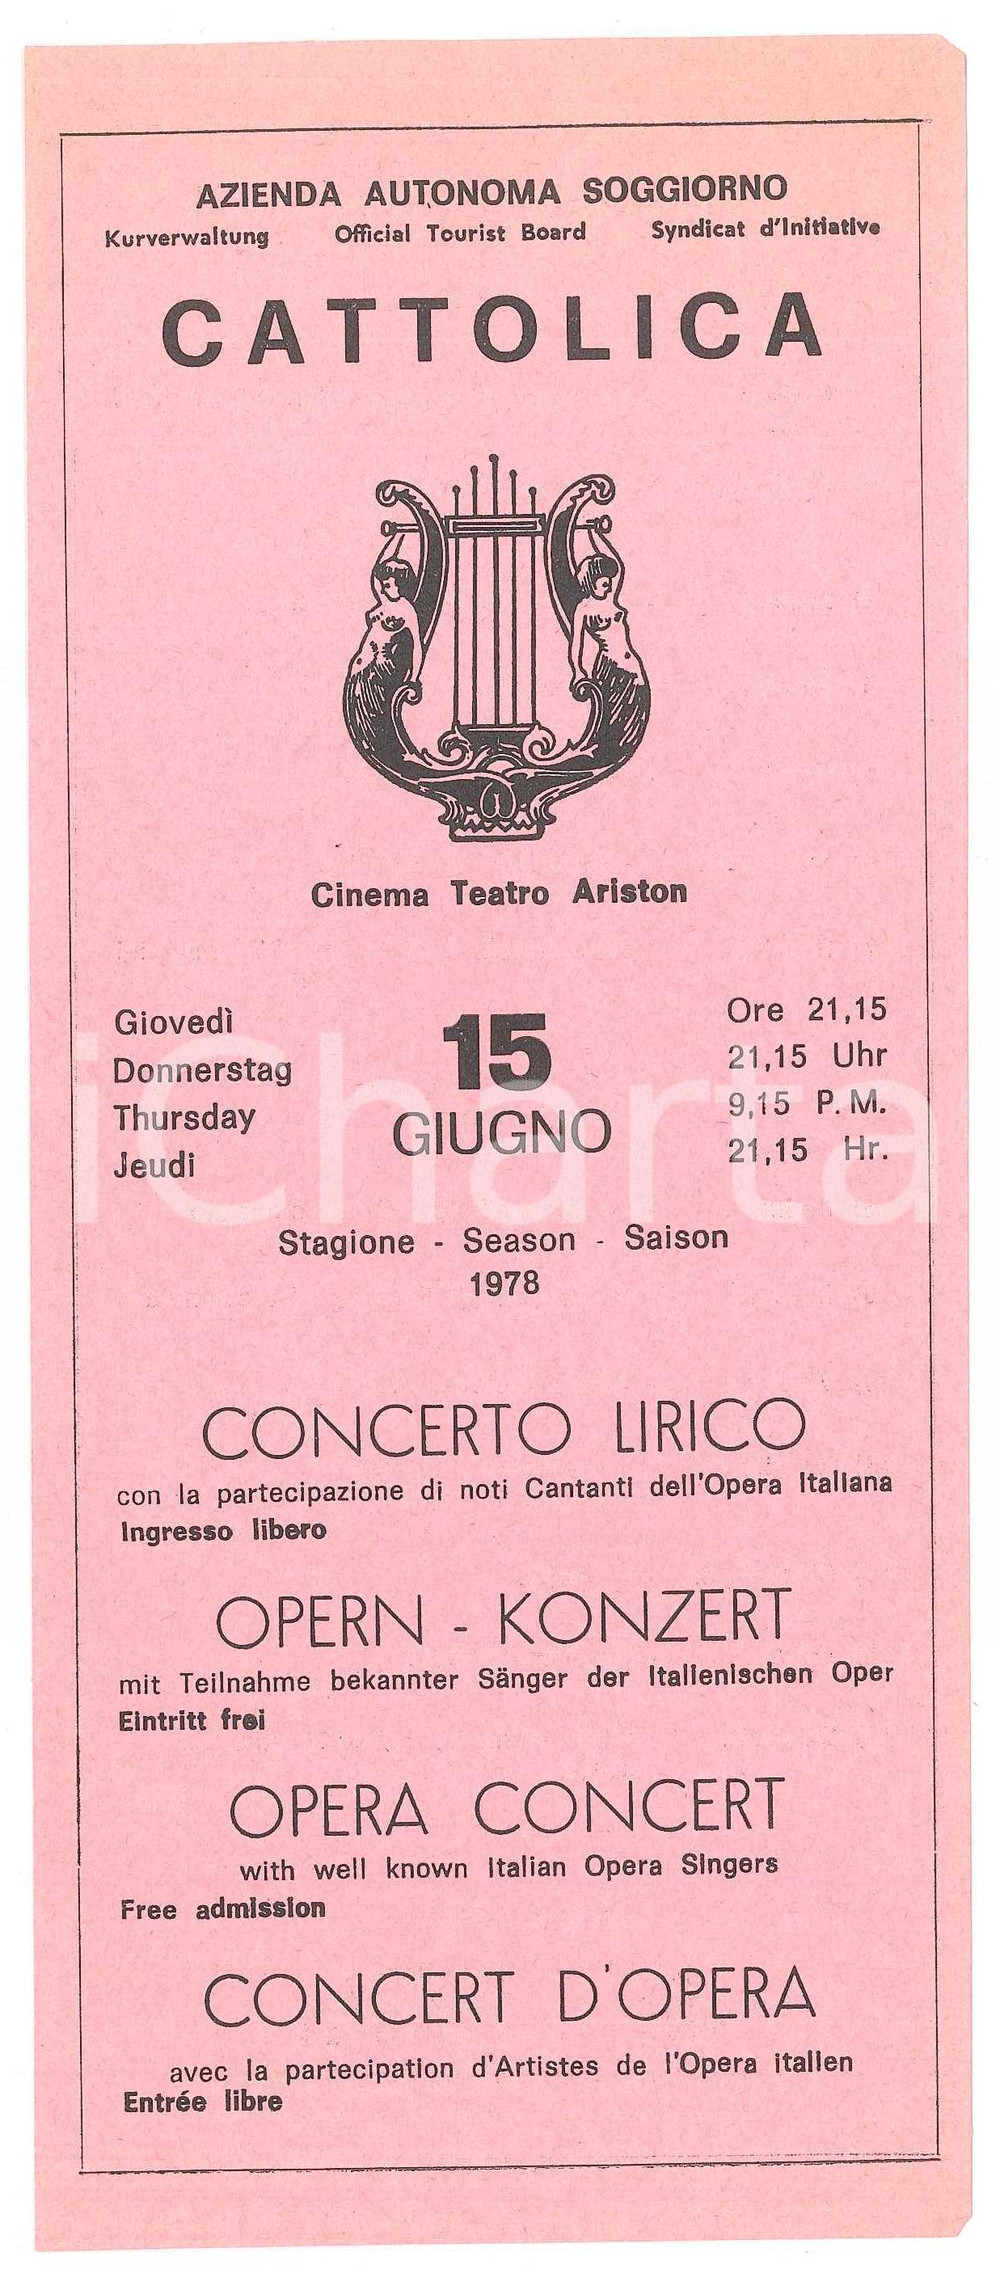 AZIENDA AUTONOMA SOGGIORNO
Kurverwaltung Official Tourist Board Syndicat d'Initiative
CATTOLICA
Cinema Teatro Ariston
Giovedì
Donnerstag
Thursday
Jeudi
15
GIUGNO
Ore 21,15
21,15 Uhr
9,15 P. M.
21,15 Hr.
iCharta
Stagione - Season - Saison
1978
CONCERTO LIRICO
con la partecipazione di noti Cantanti dell'Opera Italiana
Ingresso libero
OPERN - KONZERT
mit Teilnahme bekannter Sänger der Italienischen Oper
Eintritt frei
OPERA CONCERT
with well known Italian Opera Singers
Free admission
CONCERT D'OPERA
avec la partecipation d'Artistes de l'Opera italien
Entrée libre